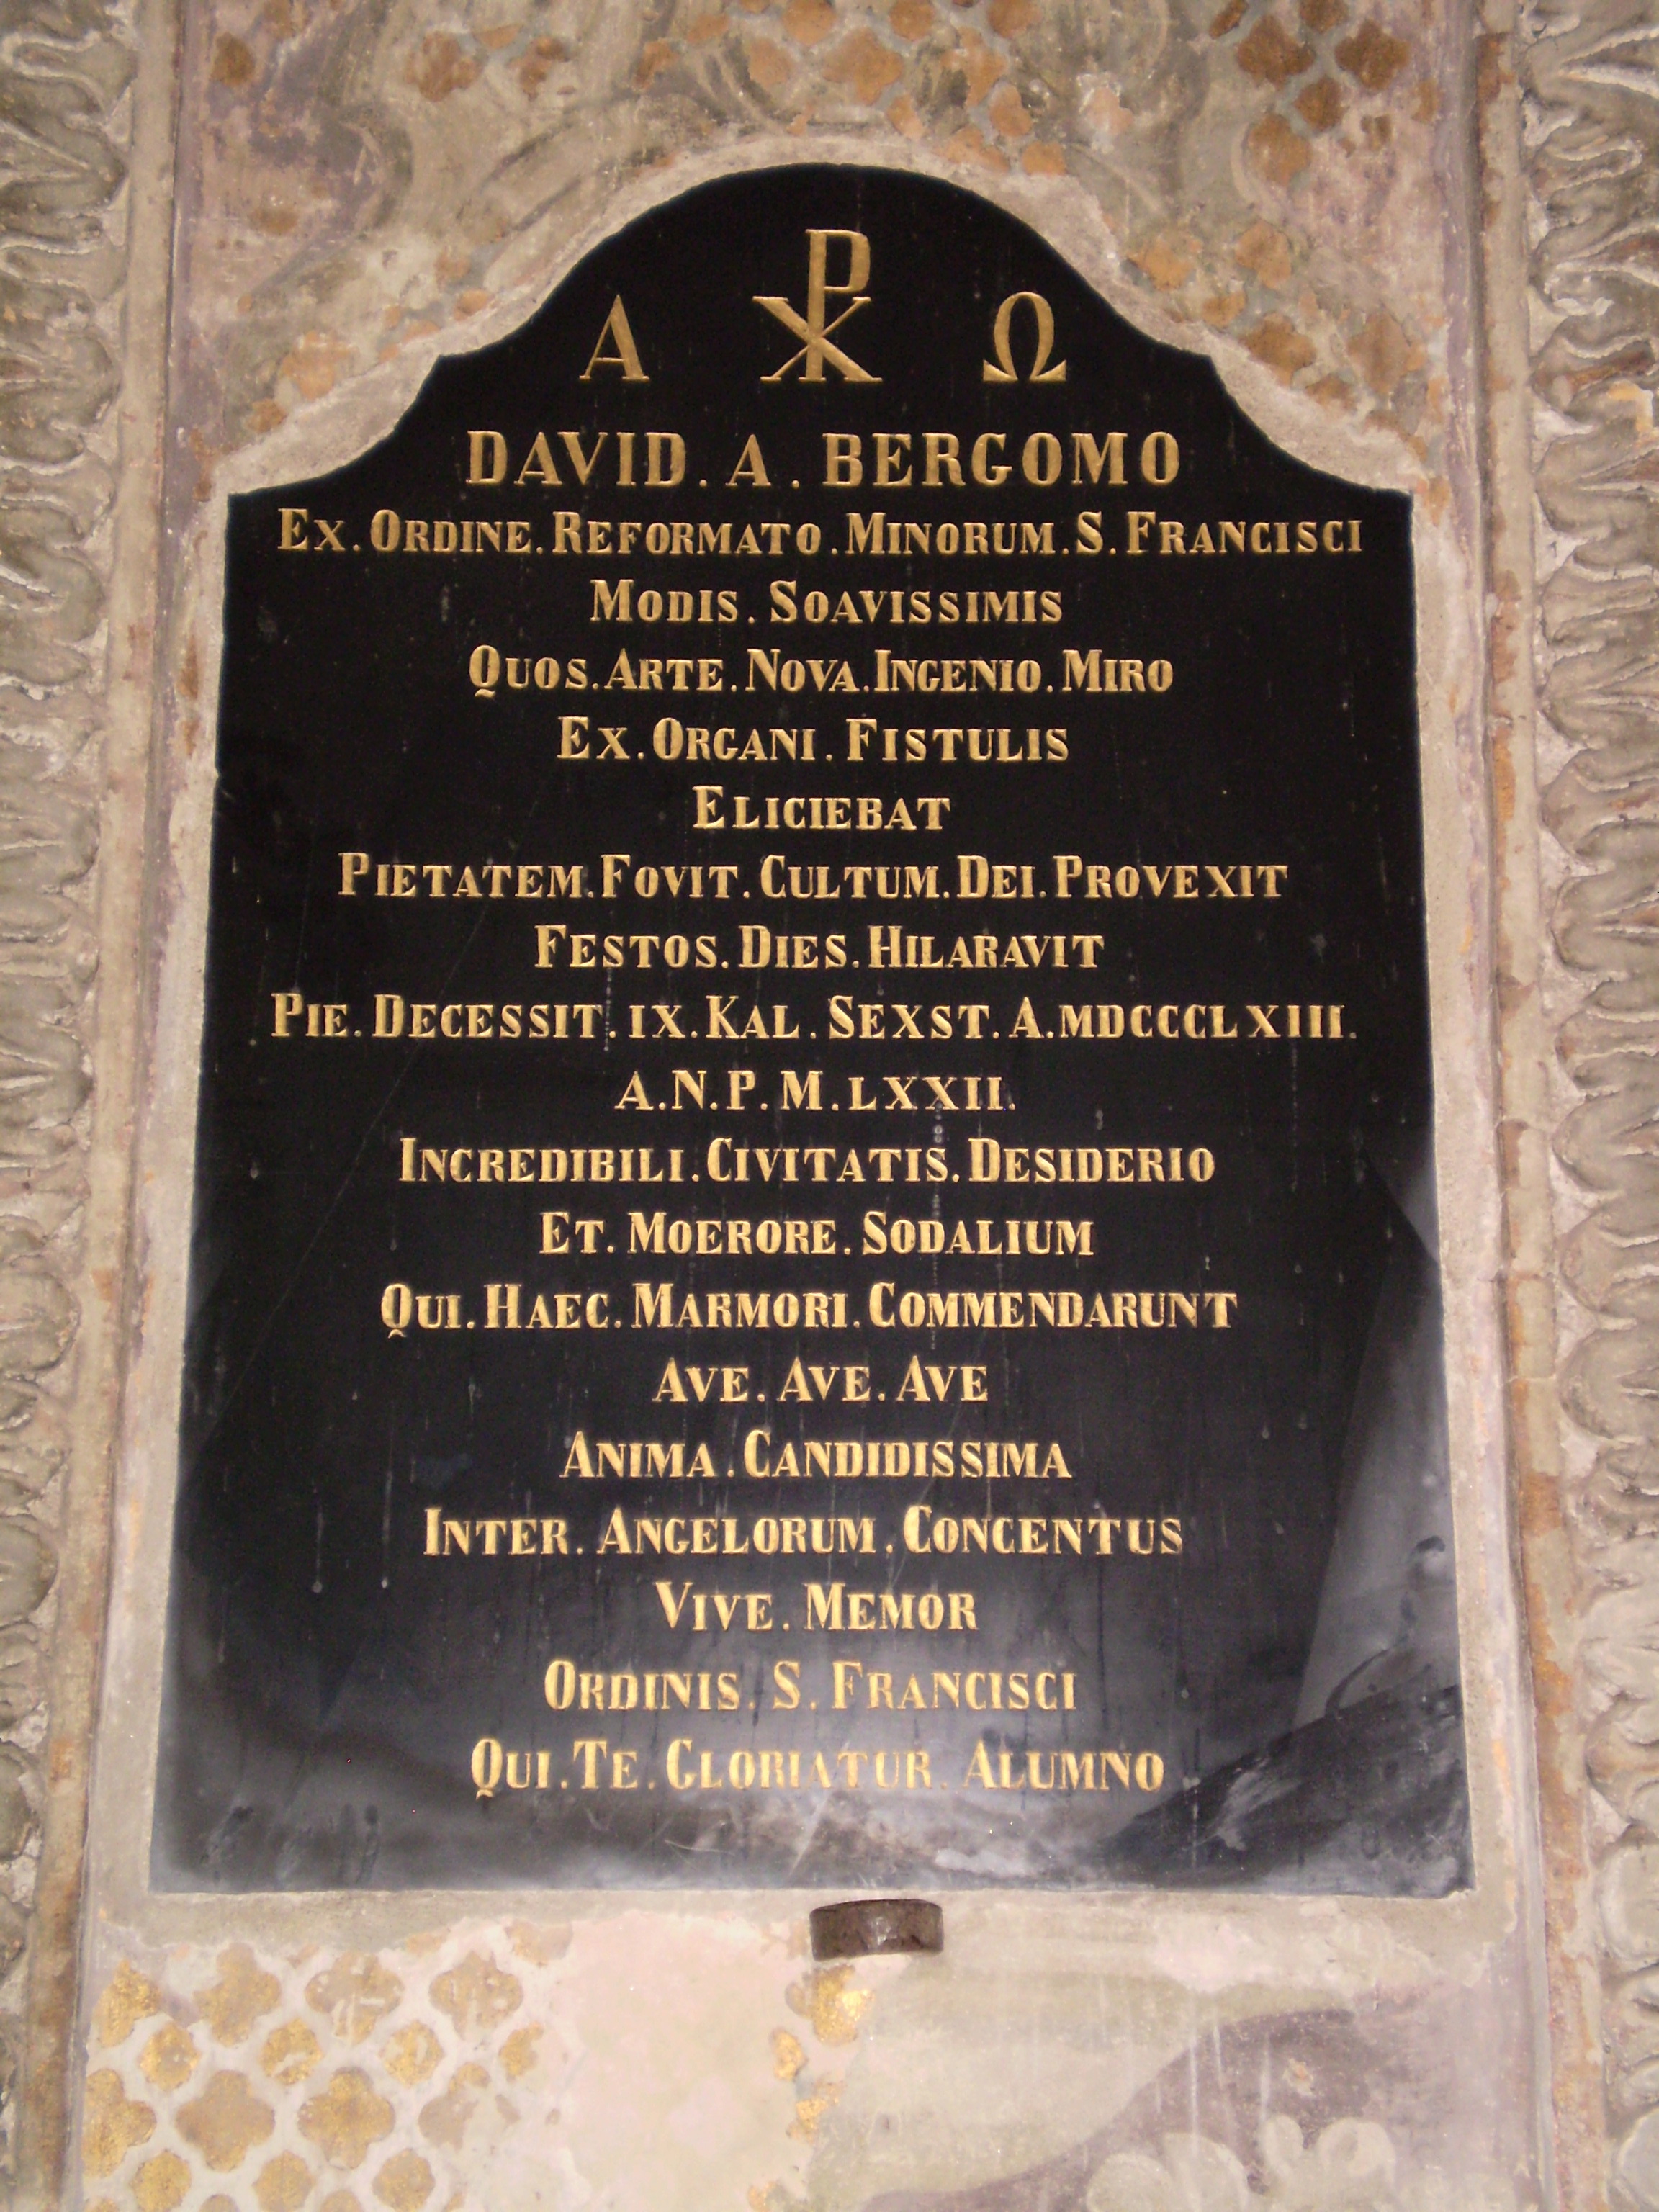 Α ☧ Ω
DAVID . A . BERGOMO
EX . ORDINE . REFORMATO . MINORUM . S . FRANCISCI
MODIS . SOAVISSIMIS
QUOS . ARTE . NOVA . INGENIO . MIRO
EX . ORGANI . FISTULIS
ELICIEBAT
PIETATEM . FOVIT . CULTUM . DEI . PROVEXIT
FESTOS . DIES . HILARAVIT
PIE . DECESSIT . IX . KAL . SEXST . A . MDCCCLXIII .
A . N . P . M . LXXII .
INCREDIBILI . CIVITATIS . DESIDERIO
ET . MOERORE . SODALIUM
QUI . HAEC . MARMORI . COMMENDARUNT
AVE . AVE . AVE
ANIMA . CANDIDISSIMA
INTER . ANGELORUM . CONCENTUS
VIVE . MEMOR
ORDINIS . S . FRANCISCI
QUI . TE . GLORIATUR . ALUMNO